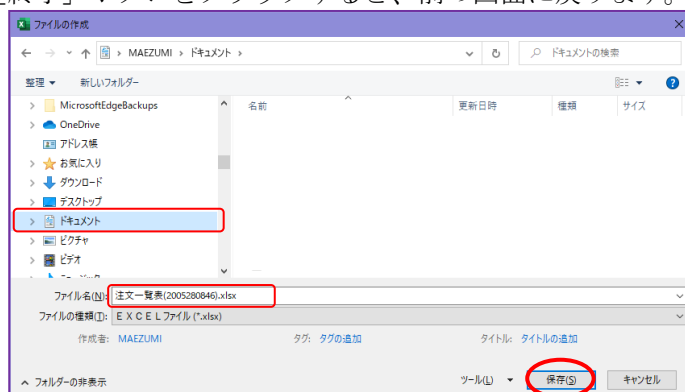 ファイルの作成
MAEZUMI › ドキュメント ›
ドキュメントの検索
整理 新しいフォルダー
MicrosoftEdgeBackups
名前 更新日時 種類 サイズ
OneDrive
アドレス帳
お気に入り
ダウンロード
デスクトップ
ドキュメント
ピクチャ
ビデオ
ファイル名(N): 注文一覧表(2005280846).xlsx
ファイルの種類(T): ＥＸＣＥＬファイル (*.xlsx)
作成者: MAEZUMI タグ: タグの追加 タイトル: タイトルの追加
フォルダーの非表示 ツール(L) 保存(S) キャンセル